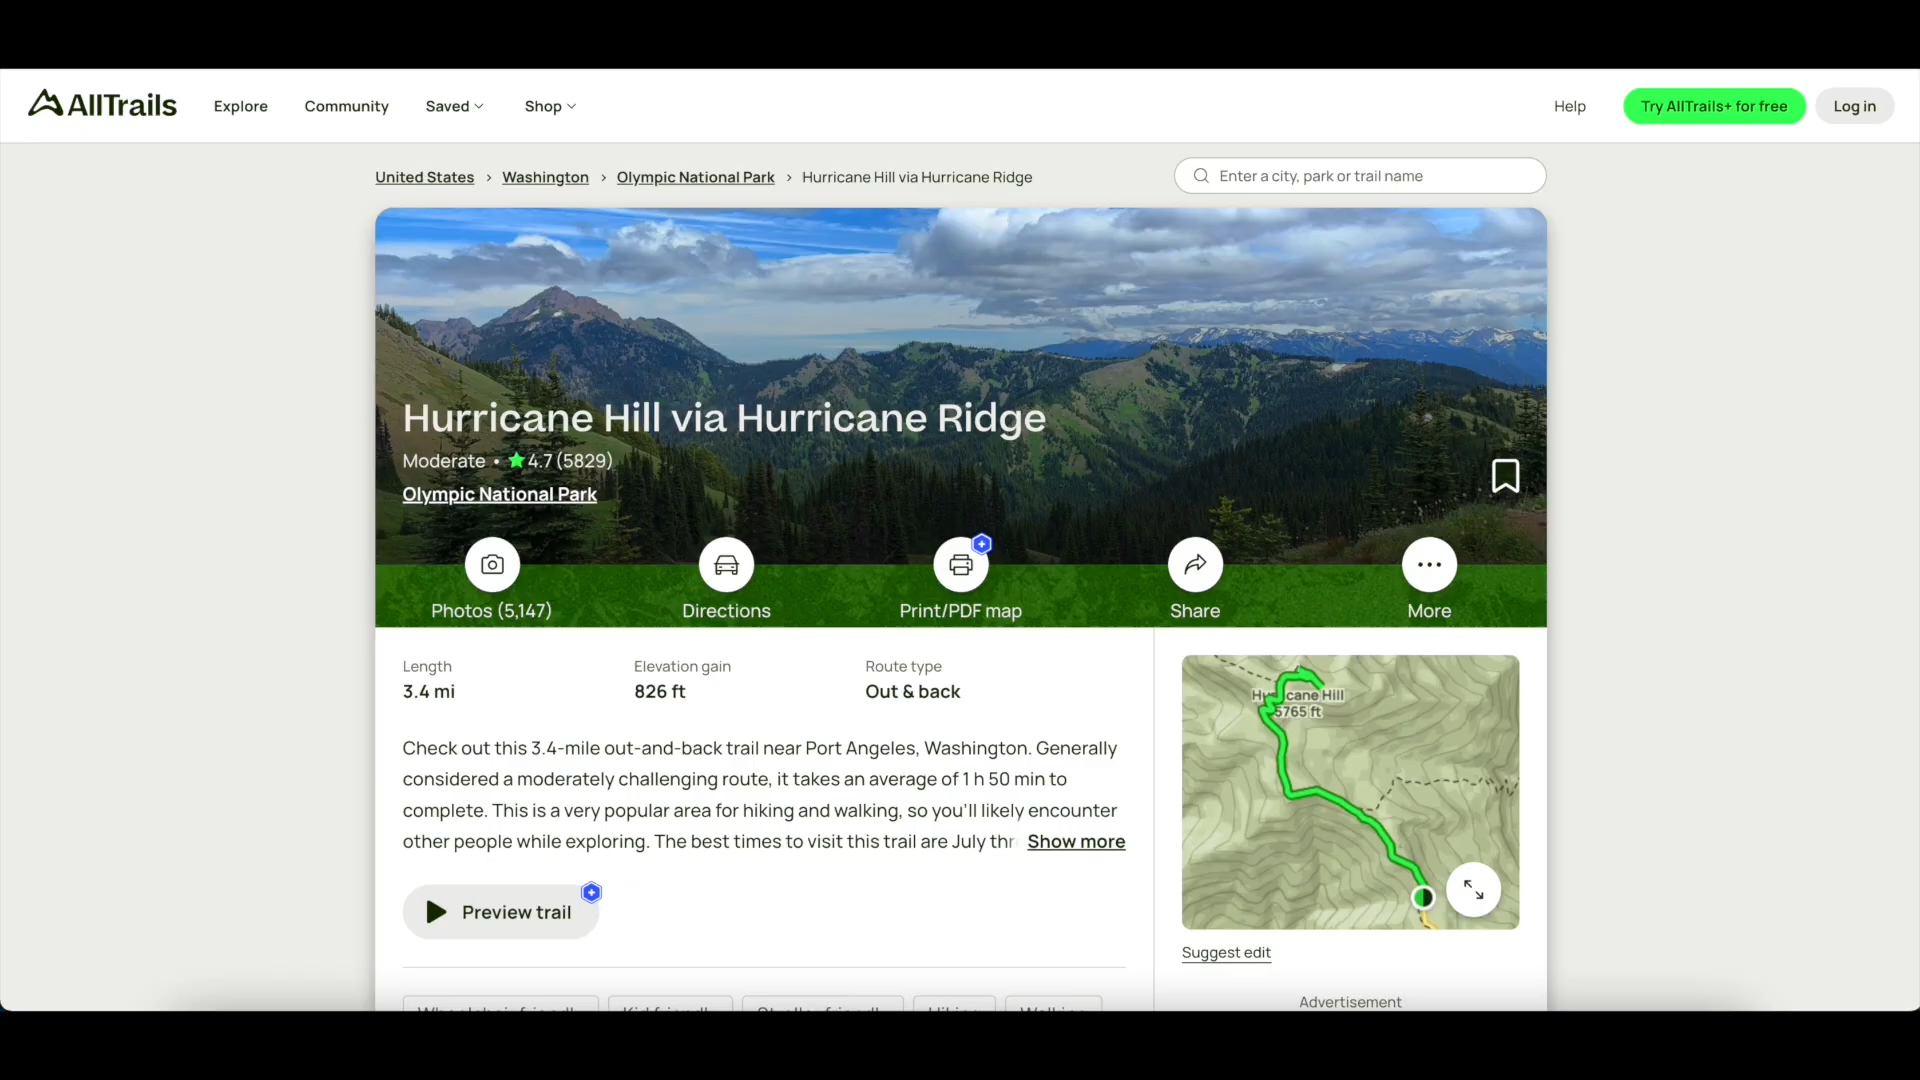 AllTrails
Explore
Community
Saved
Shop
Help
Try AllTrails+ for free
Log in
United States › Washington › Olympic National Park › Hurricane Hill via Hurricane Ridge
Enter a city, park or trail name
Hurricane Hill via Hurricane Ridge
Moderate • 4.7 (5829)
Olympic National Park
Photos (5,147)
Directions
Print/PDF map
Share
More
Length
3.4 mi
Elevation gain
826 ft
Route type
Out & back
Check out this 3.4-mile out-and-back trail near Port Angeles, Washington. Generally
considered a moderately challenging route, it takes an average of 1 h 50 min to
complete. This is a very popular area for hiking and walking, so you'll likely encounter
other people while exploring. The best times to visit this trail are July thr Show more
Preview trail
Hill
5765 ft
Suggest edit
Advertisement